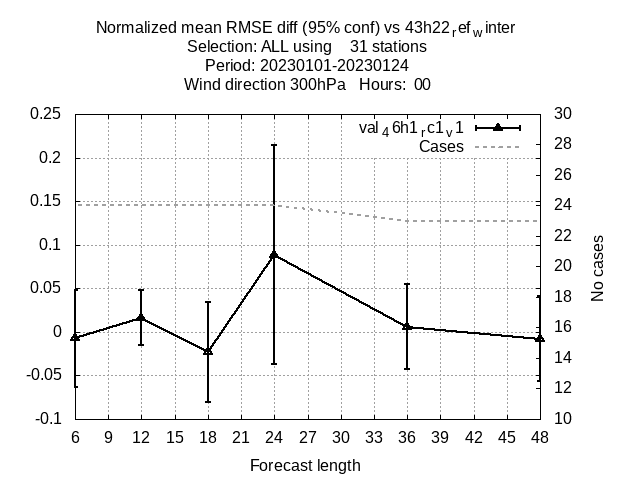 Normalized mean RMSE diff (95% conf) vs 43h22refwinter
Selection: ALL using    31 stations
Period: 20230101-20230124
Wind direction 300hPa   Hours:  00
val46h1rc1v1
Cases
0.25
0.2
0.15
0.1
0.05
0
-0.05
-0.1
30
28
26
24
22
20
18
16
14
12
10
No cases
6 9 12 15 18 21 24 27 30 33 36 39 42 45 48
Forecast length